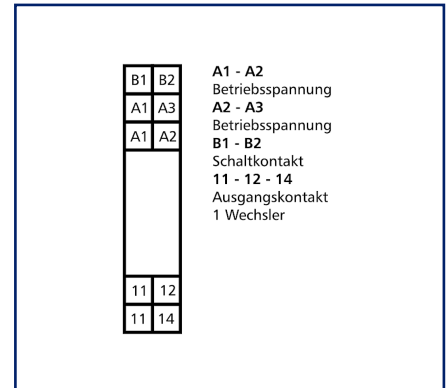 B1 B2
A1 A3
A1 A2
11 12
11 14
A1 - A2
Betriebsspannung
A2 - A3
Betriebsspannung
B1 - B2
Schaltkontakt
11 - 12 - 14
Ausgangskontakt
1 Wechsler